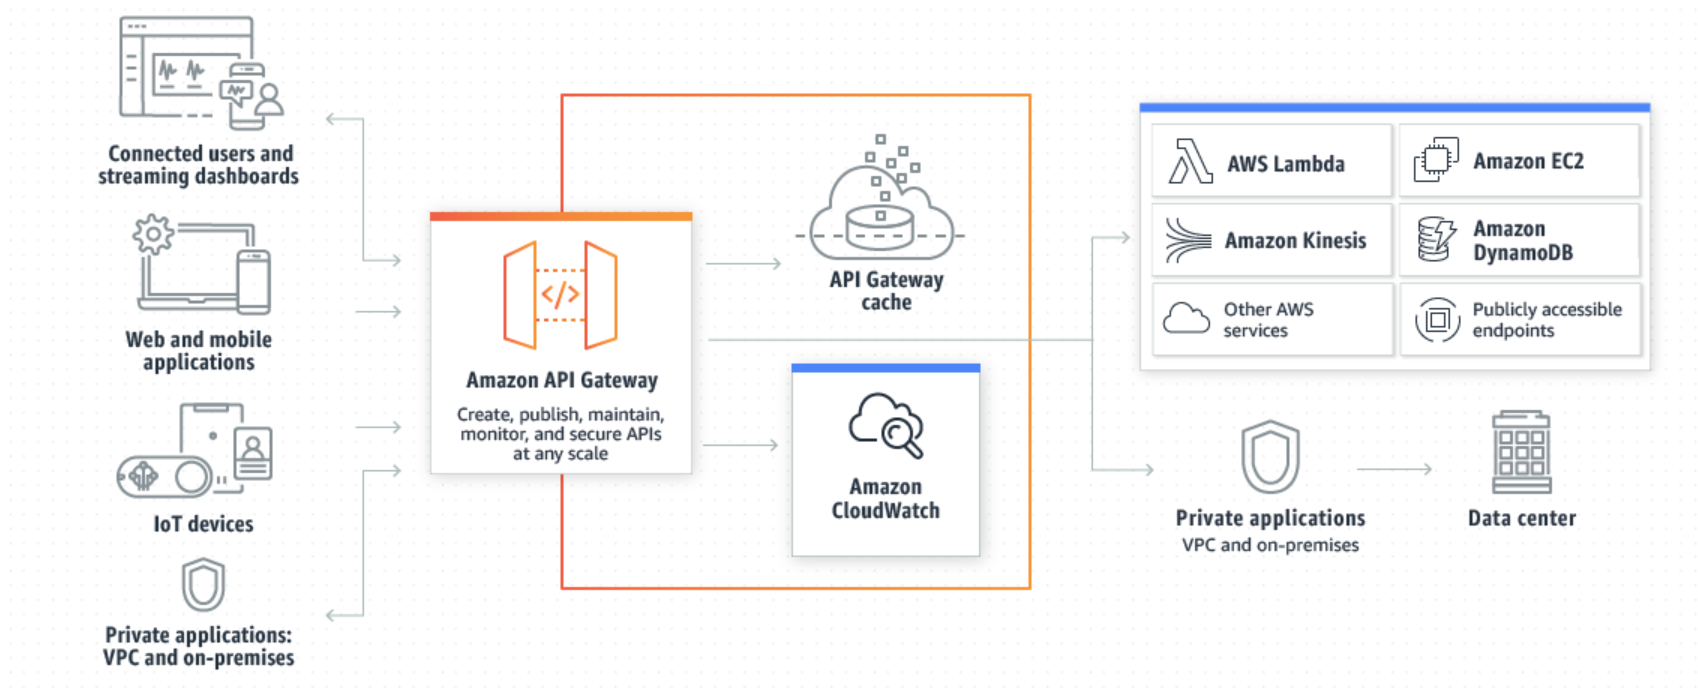 Connected users and
streaming dashboards
Web and mobile
applications
IoT devices
Private applications:
VPC and on-premises
</>
Amazon API Gateway
Create, publish, maintain,
monitor, and secure APIs
at any scale
API Gateway
cache
Amazon
CloudWatch
AWS Lambda
Amazon EC2
Amazon Kinesis
Amazon
DynamoDB
Other AWS
services
Publicly accessible
endpoints
Private applications
VPC and on-premises
Data center